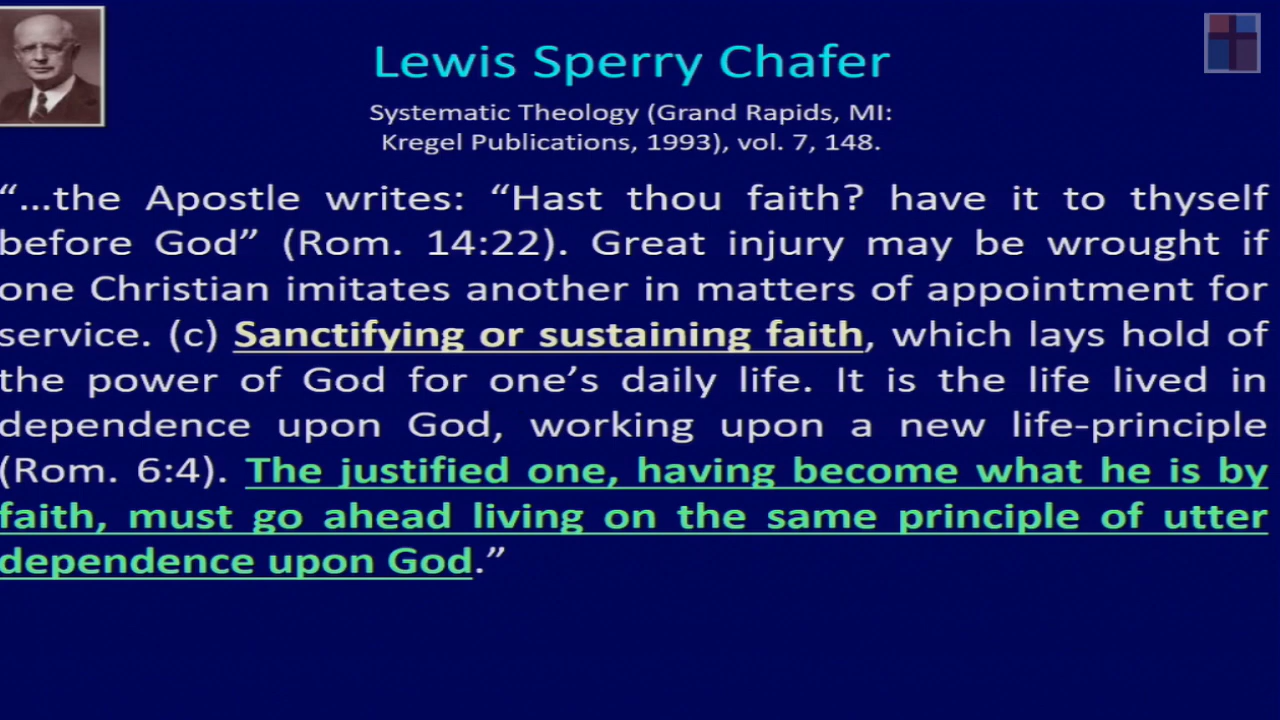 Lewis Sperry Chafer
Systematic Theology (Grand Rapids, MI:
Kregel Publications, 1993), vol. 7, 148.
“...the Apostle writes: “Hast thou faith? have it to thyself
before God” (Rom. 14:22). Great injury may be wrought if
one Christian imitates another in matters of appointment for
service. (c) Sanctifying or sustaining faith, which lays hold of
the power of God for one’s daily life. It is the life lived in
dependence upon God, working upon a new life-principle
(Rom. 6:4). The justified one, having become what he is by
faith, must go ahead living on the same principle of utter
dependence upon God.”